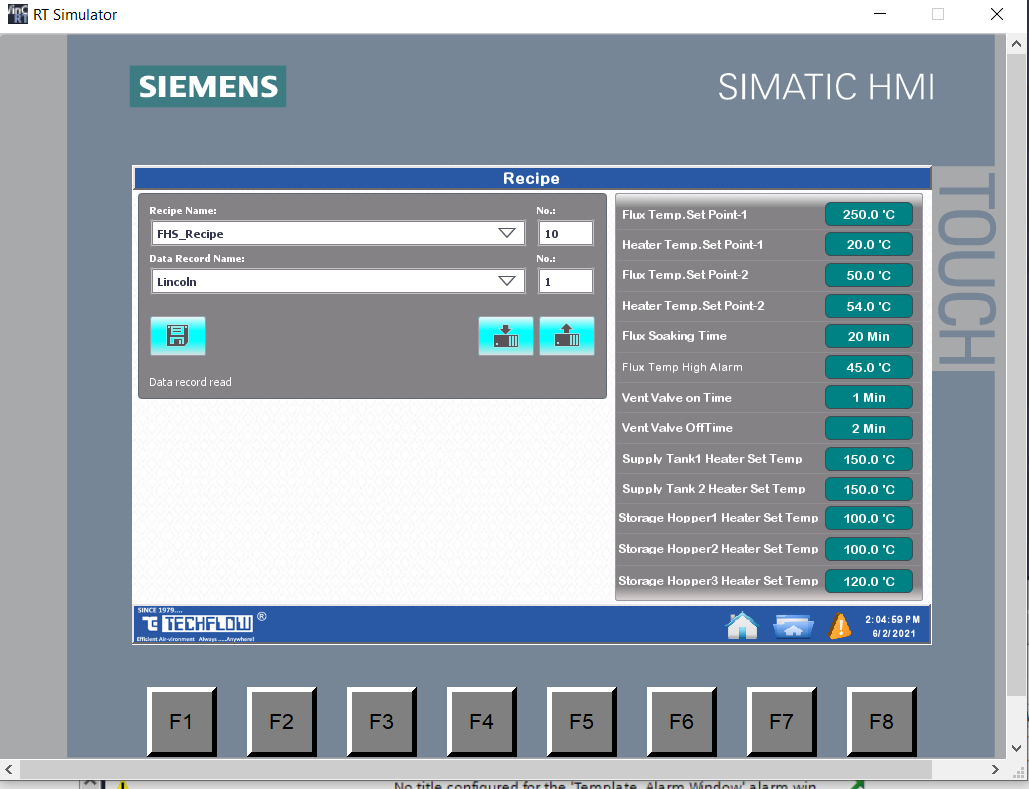 RT Simulator
SIEMENS
SIMATIC HMI
TOUCH
Recipe
Recipe Name:
No.:
FHS_Recipe
10
Data Record Name:
No.:
Lincoln
1
Data record read
Flux Temp.Set Point-1
250.0 'C
Heater Temp.Set Point-1
20.0 'C
Flux Temp.Set Point-2
50.0 'C
Heater Temp.Set Point-2
54.0 'C
Flux Soaking Time
20 Min
Flux Temp High Alarm
45.0 'C
Vent Valve on Time
1 Min
Vent Valve OffTime
2 Min
Supply Tank1 Heater Set Temp
150.0 'C
Supply Tank 2 Heater Set Temp
150.0 'C
Storage Hopper1 Heater Set Temp
100.0 'C
Storage Hopper2 Heater Set Temp
100.0 'C
Storage Hopper3 Heater Set Temp
120.0 'C
SINCE 1979....
TECHFLOW ®
Efficient Air-vironment Always .....Anywhere!
2:04:59 PM
6/2/2021
F1
F2
F3
F4
F5
F6
F7
F8
No title configured for the 'Template_Alarm Window' alarm win